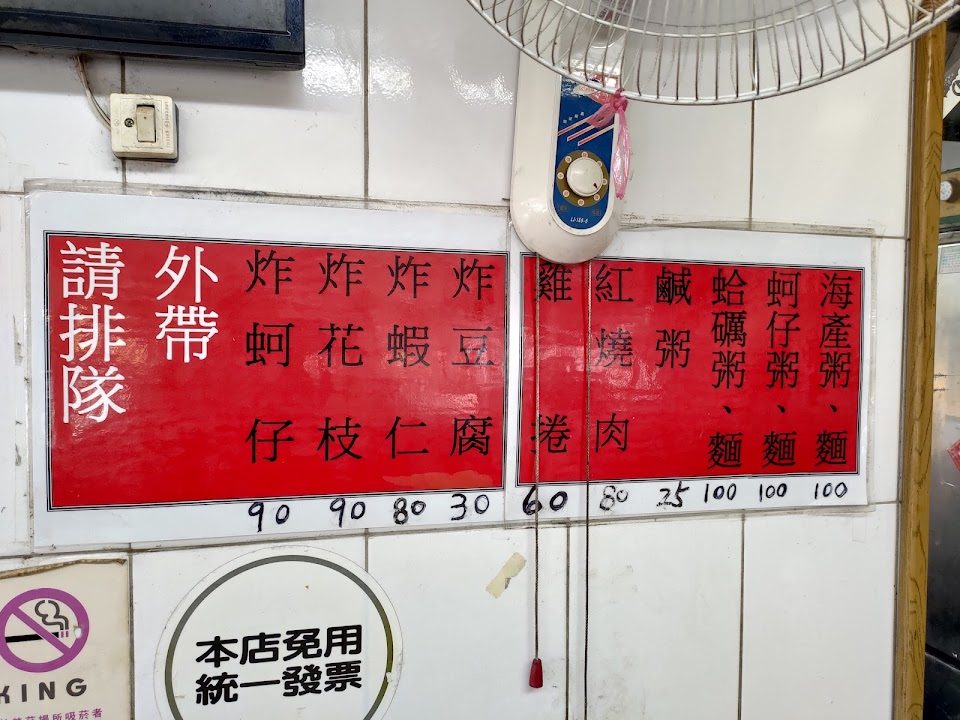 海產粥、麵 100
蚵仔粥、麵 100
蛤礪粥、麵 100
鹹粥 25
紅燒肉 80
雞捲 60
炸豆腐 30
炸蝦仁 80
炸花枝 90
炸蚵仔 90
外帶
請排隊
本店免用
統一發票
KING